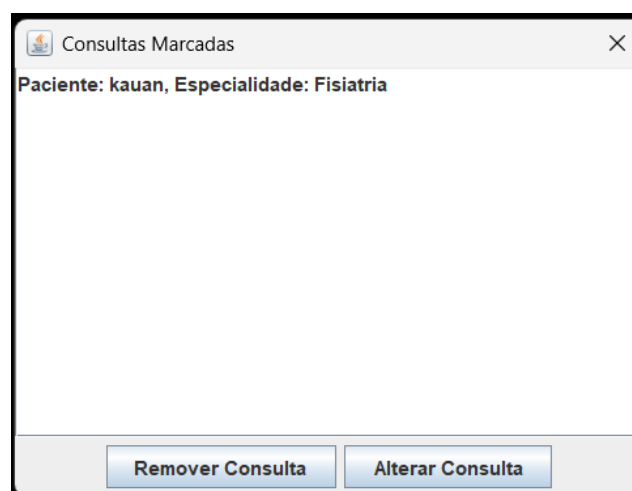 Consultas Marcadas
Paciente: kauan, Especialidade: Fisiatria
Remover Consulta
Alterar Consulta